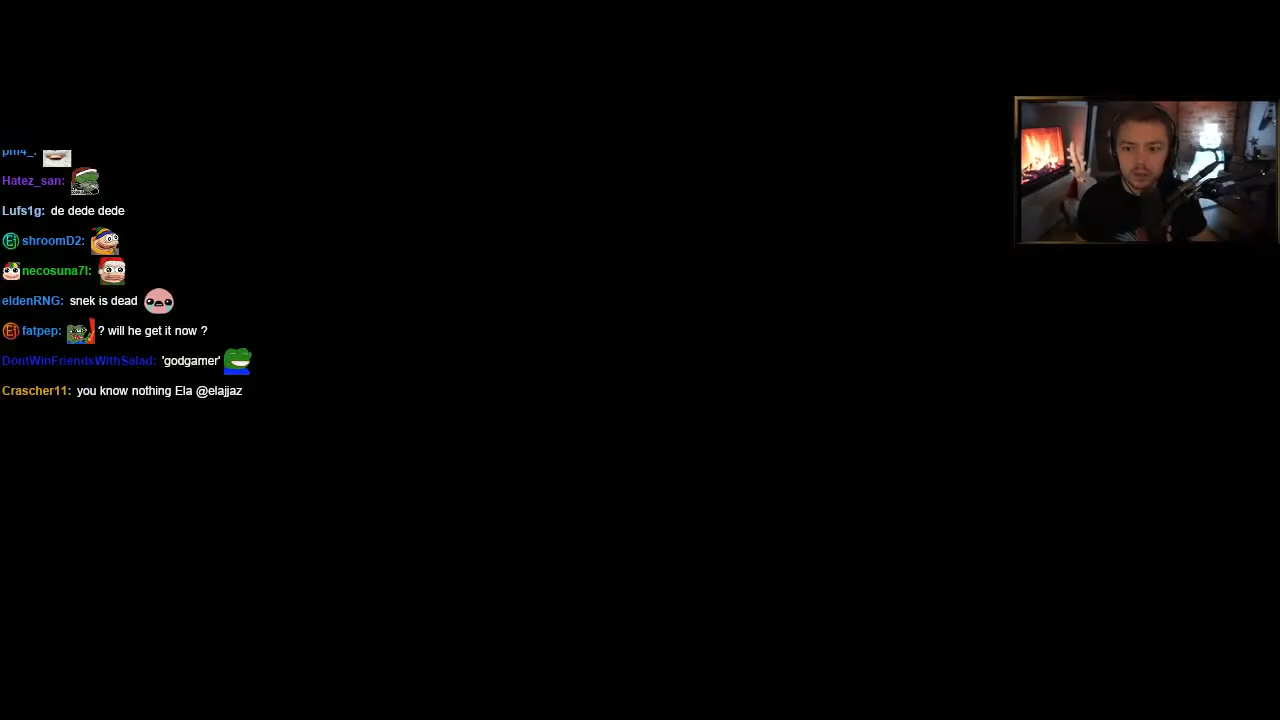 Hatez_san:
Lufs1g: de dede dede
shroomD2:
necosuna7l:
eldenRNG: snek is dead
fatpep: ? will he get it now ?
DontWinFriendsWithSalad: 'godgamer'
Crascher11: you know nothing Ela @elajjaz